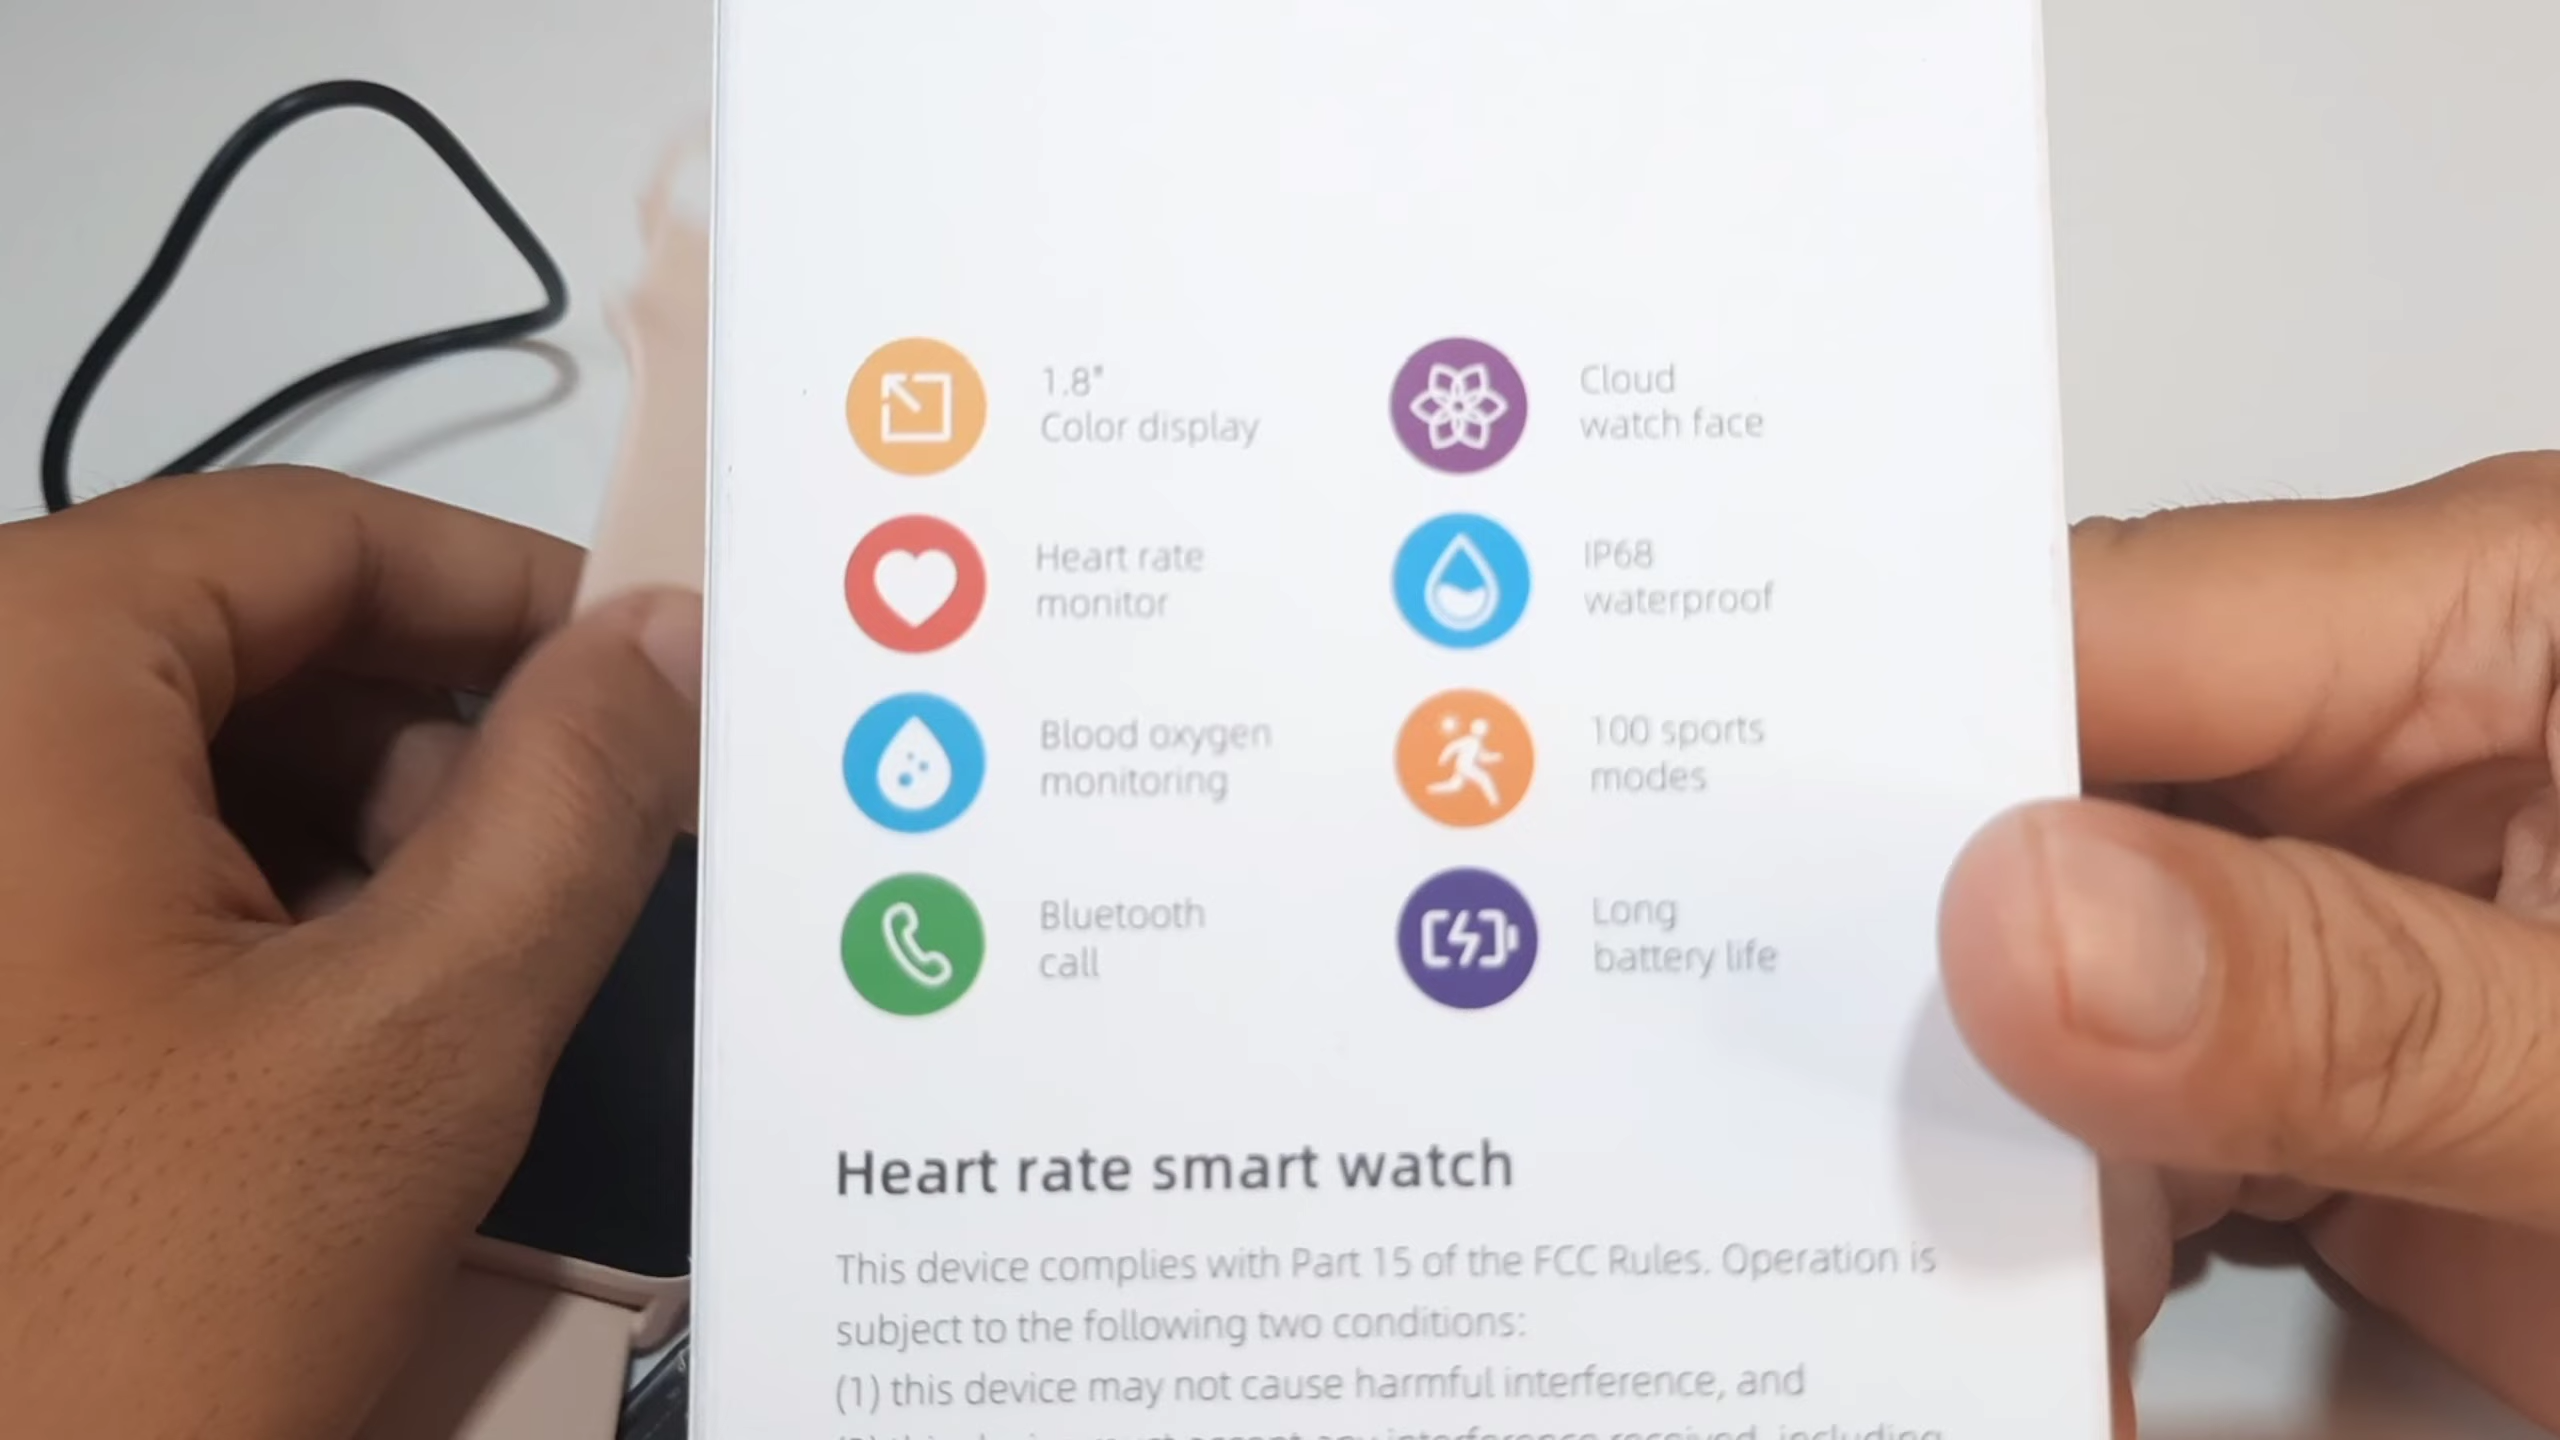 1.8"
Color display
Cloud
watch face
Heart rate
monitor
IP68
waterproof
Blood oxygen
monitoring
100 sports
modes
Bluetooth
call
Long
battery life
Heart rate smart watch
This device complies with Part 15 of the FCC Rules. Operation is
subject to the following two conditions:
(1) this device may not cause harmful interference, and